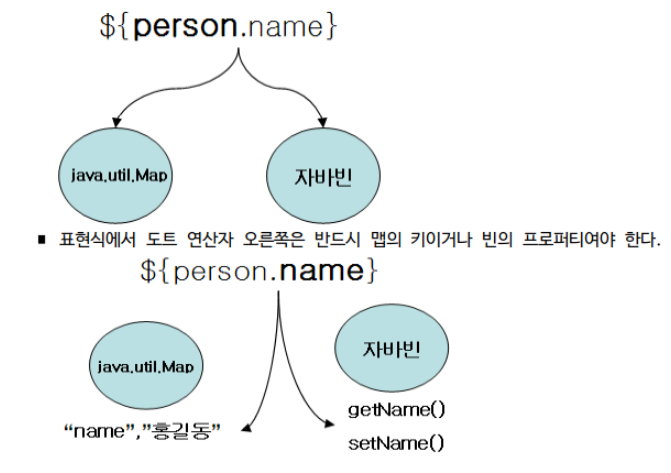 ${person.name}
java.util.Map
자바빈
■ 표현식에서 도트 연산자 오른쪽은 반드시 맵의 키이거나 빈의 프로퍼티여야 한다.
${person.name}
java.util.Map
자바빈
“name”,”홍길동”
getName()
setName()